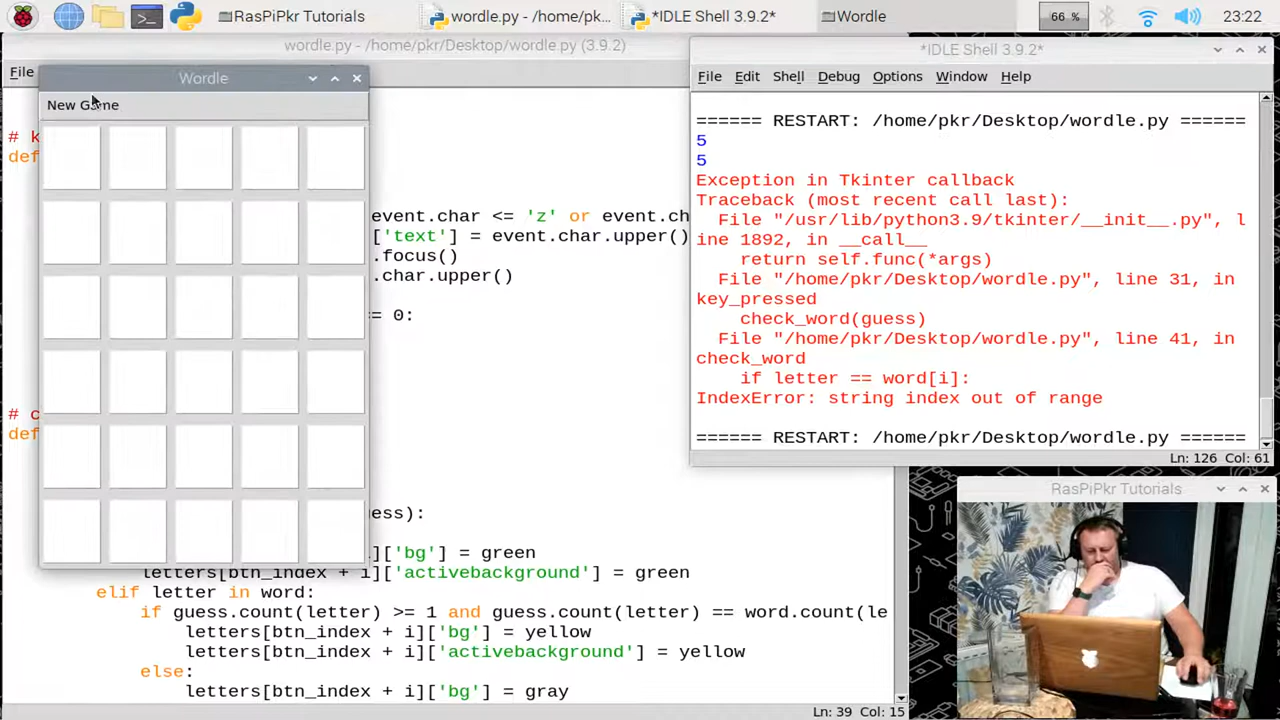 RasPiPkr Tutorials
wordle.py - /home/pk...
*IDLE Shell 3.9.2*
Wordle
66 %
23:22
wordle.py - /home/pkr/Desktop/wordle.py (3.9.2)
File
Wordle
New Game
# k
def
event.char <= 'z' or event.ch
['text'] = event.char.upper()
.focus()
.char.upper()
= 0:
# c
def
ess):
]['bg'] = green
letters[btn_index + i]['activebackground'] = green
elif letter in word:
if guess.count(letter) >= 1 and guess.count(letter) == word.count(le
letters[btn_index + i]['bg'] = yellow
letters[btn_index + i]['activebackground'] = yellow
else:
letters[btn_index + i]['bg'] = gray
Ln: 39 Col: 15
*IDLE Shell 3.9.2*
File Edit Shell Debug Options Window Help
====== RESTART: /home/pkr/Desktop/wordle.py ======
5
5
Exception in Tkinter callback
Traceback (most recent call last):
File "/usr/lib/python3.9/tkinter/__init__.py", l
ine 1892, in __call__
return self.func(*args)
File "/home/pkr/Desktop/wordle.py", line 31, in
key_pressed
check_word(guess)
File "/home/pkr/Desktop/wordle.py", line 41, in
check_word
if letter == word[i]:
IndexError: string index out of range
====== RESTART: /home/pkr/Desktop/wordle.py ======
Ln: 126 Col: 61
RasPiPkr Tutorials